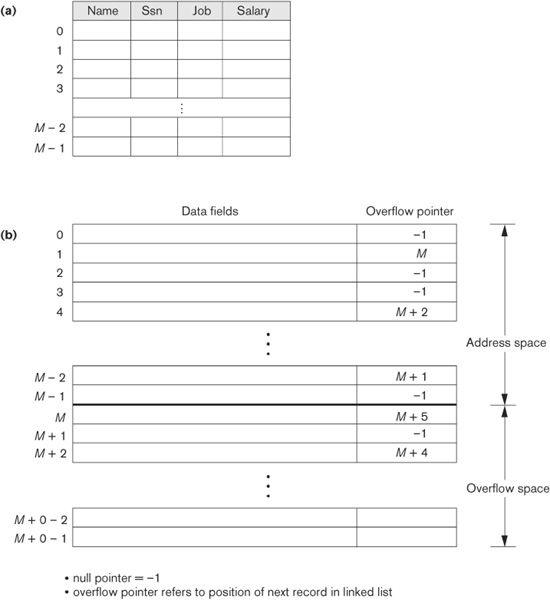 (a)
Name Ssn Job Salary
0
1
2
3
⋮
M – 2
M – 1
Data fields Overflow pointer
(b) 0 –1
1 M
2 –1
3 –1
4 M + 2
Address space
M – 2 M + 1
M – 1 –1
M M + 5
M + 1 –1
M + 2 M + 4
Overflow space
M + 0 – 2
M + 0 – 1
• null pointer = –1
• overflow pointer refers to position of next record in linked list